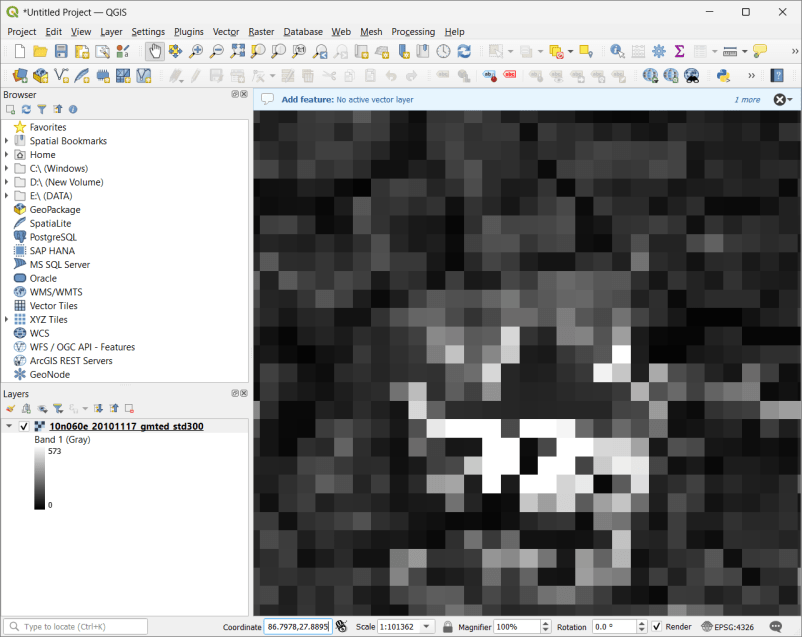 *Untitled Project — QGIS
Project Edit View Layer Settings Plugins Vector Raster Database Web Mesh Processing Help
Browser
Add feature: No active vector layer
1 more
Favorites
Spatial Bookmarks
Home
C:\ (Windows)
D:\ (New Volume)
E:\ (DATA)
GeoPackage
SpatiaLite
PostgreSQL
SAP HANA
MS SQL Server
Oracle
WMS/WMTS
Vector Tiles
XYZ Tiles
WCS
WFS / OGC API - Features
ArcGIS REST Servers
GeoNode
Layers
10n060e_20101117_gmted_std300
Band 1 (Gray)
573
0
Type to locate (Ctrl+K)
Coordinate 86.7978,27.8895 Scale 1:101362 Magnifier 100% Rotation 0.0 ° Render EPSG:4326